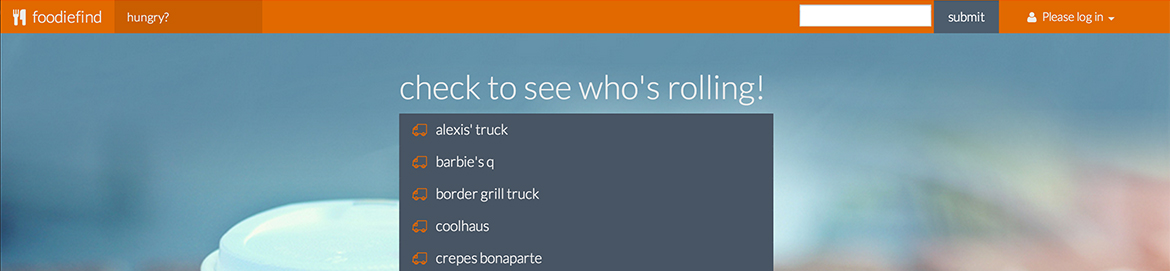 foodiefind
hungry?
submit
Please log in
check to see who's rolling!
alexis' truck
barbie's q
border grill truck
coolhaus
crepes bonaparte